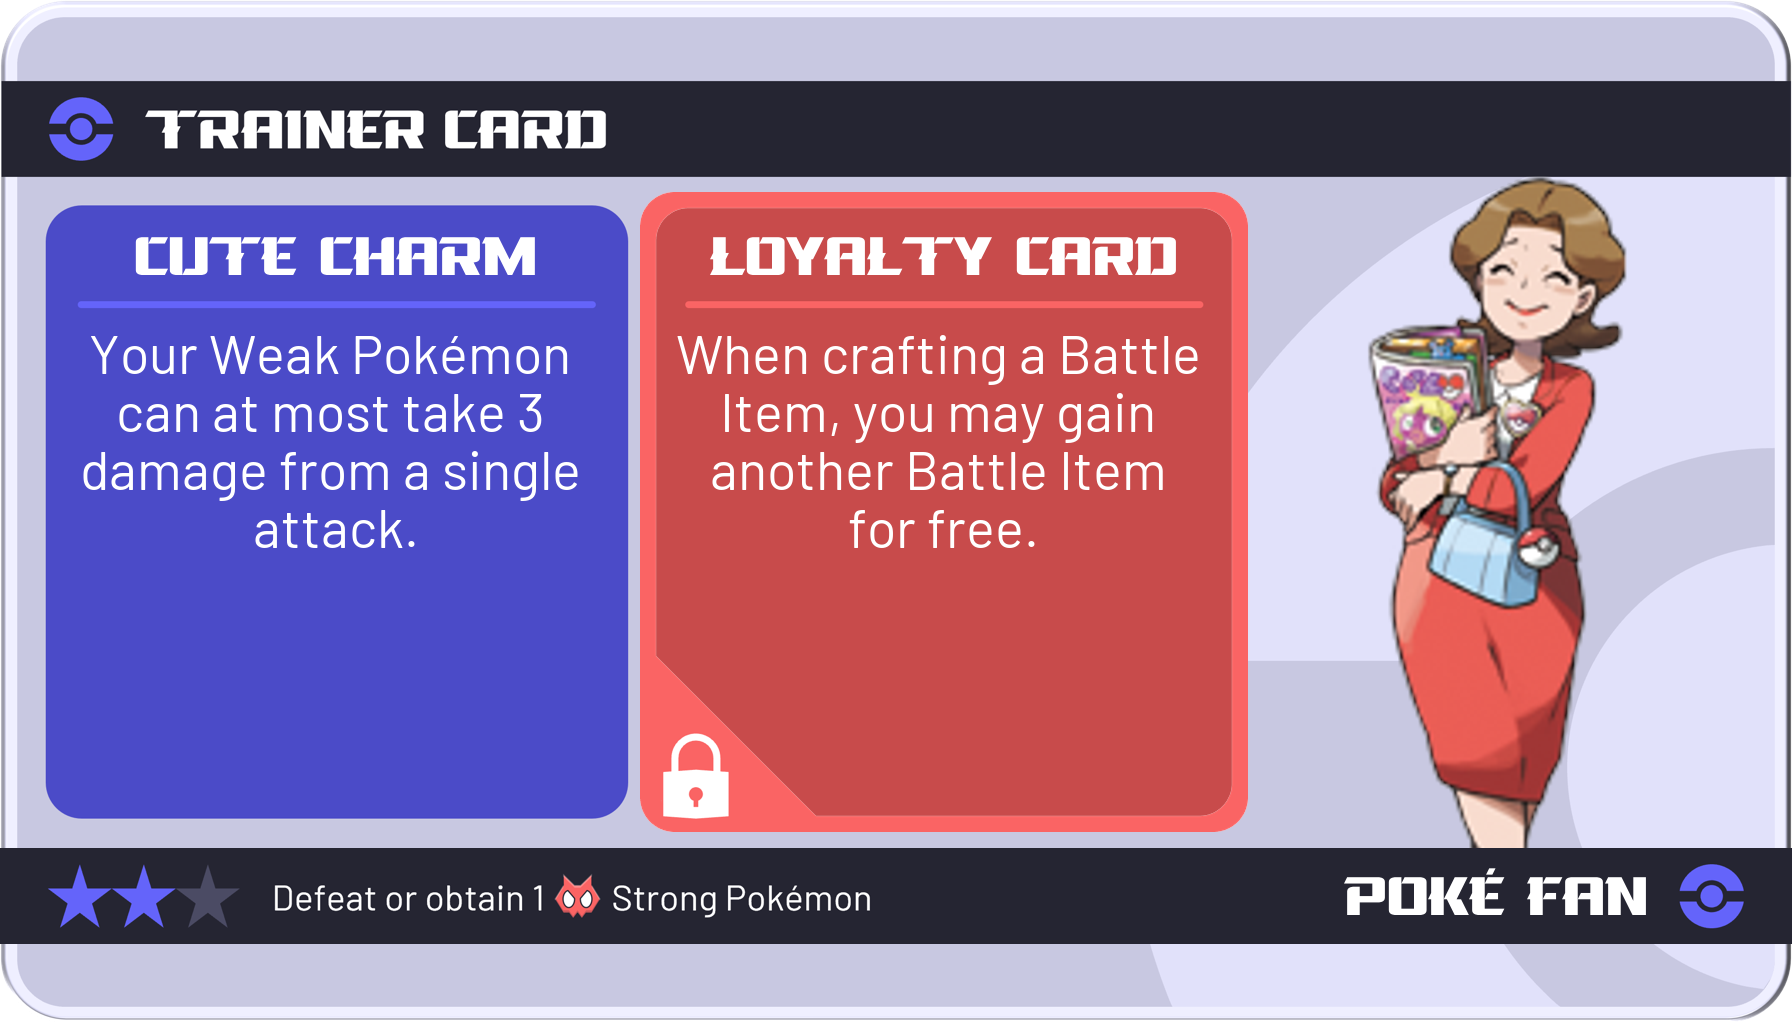 TRAINER CARD
CUTE CHARM
Your Weak Pokémon
can at most take 3
damage from a single
attack.
LOYALTY CARD
When crafting a Battle
Item, you may gain
another Battle Item
for free.
Defeat or obtain 1 Strong Pokémon
POKÉ FAN